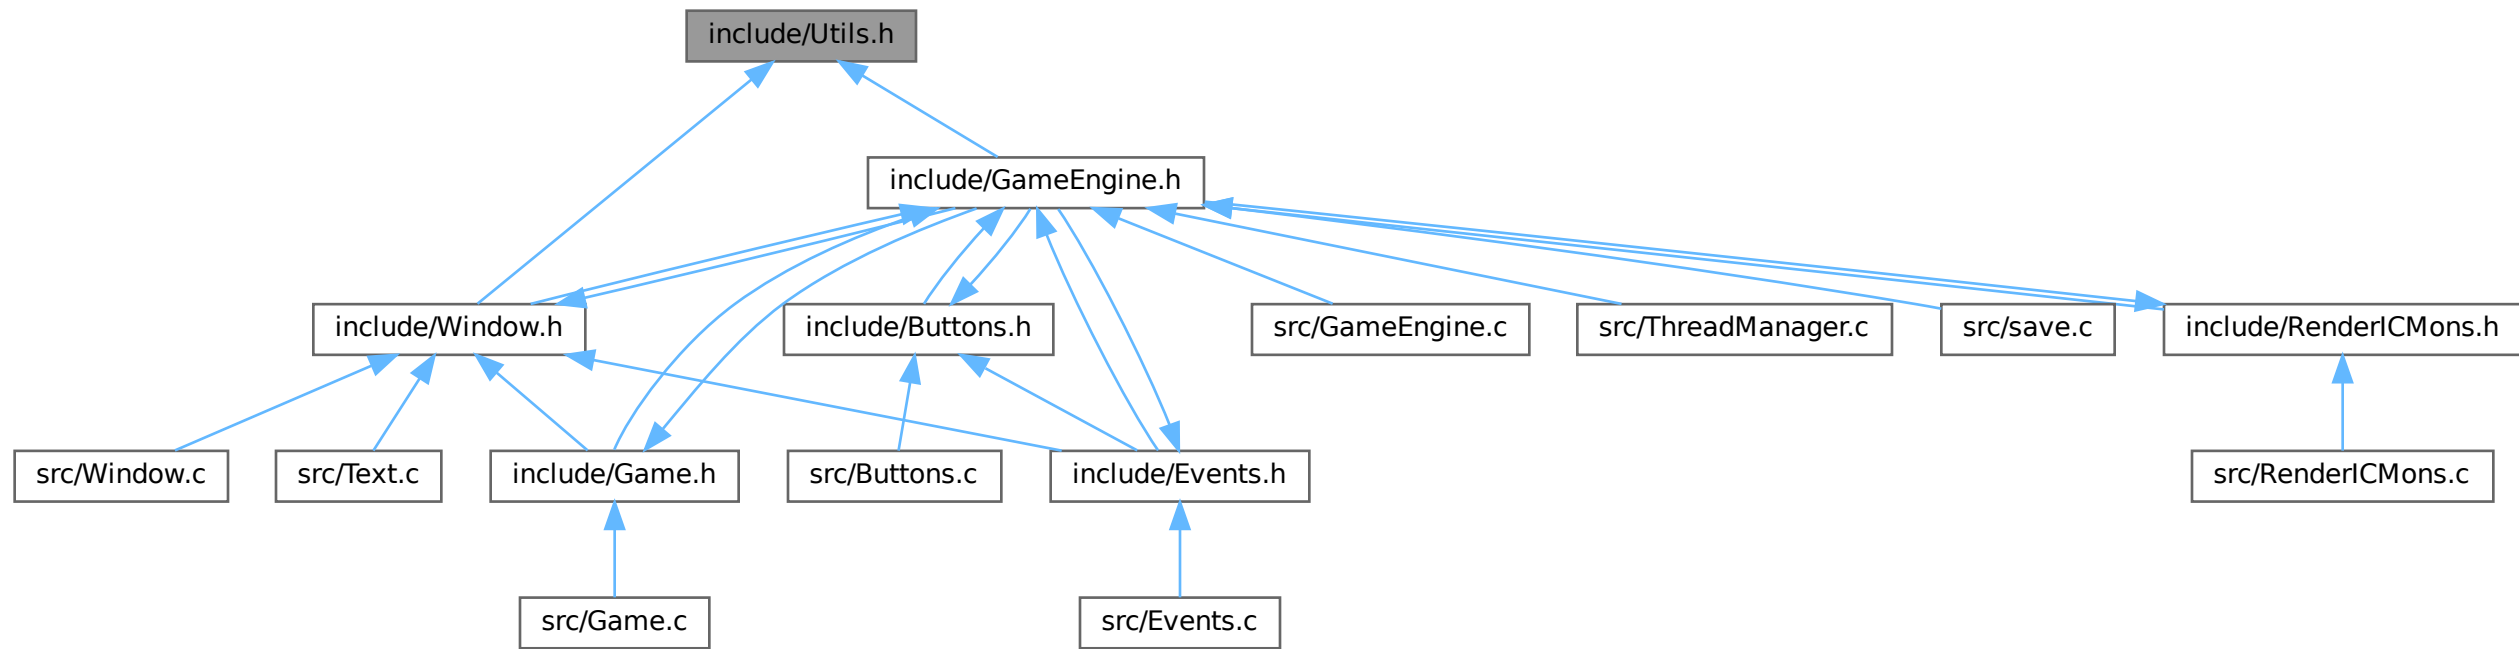 include/Utils.h
include/GameEngine.h
include/Window.h
include/Buttons.h
src/GameEngine.c
src/ThreadManager.c
src/save.c
include/RenderICMons.h
src/Window.c
src/Text.c
include/Game.h
src/Buttons.c
include/Events.h
src/RenderICMons.c
src/Game.c
src/Events.c